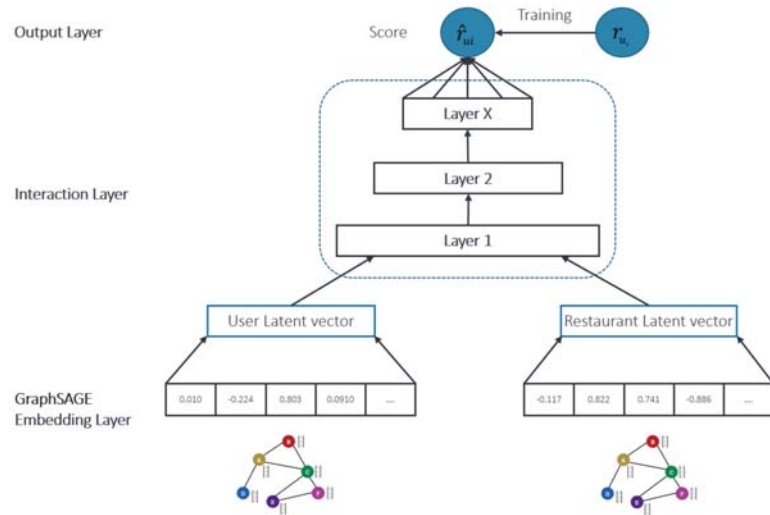 Output Layer
Score
r̂ui
Training
Layer X
Layer 2
Interaction Layer
Layer 1
User Latent vector
Restaurant Latent vector
GraphSAGE
Embedding Layer
0.010 -0.224 0.803 0.0910 ....
-0.117 0.822 0.741 -0.886 ....